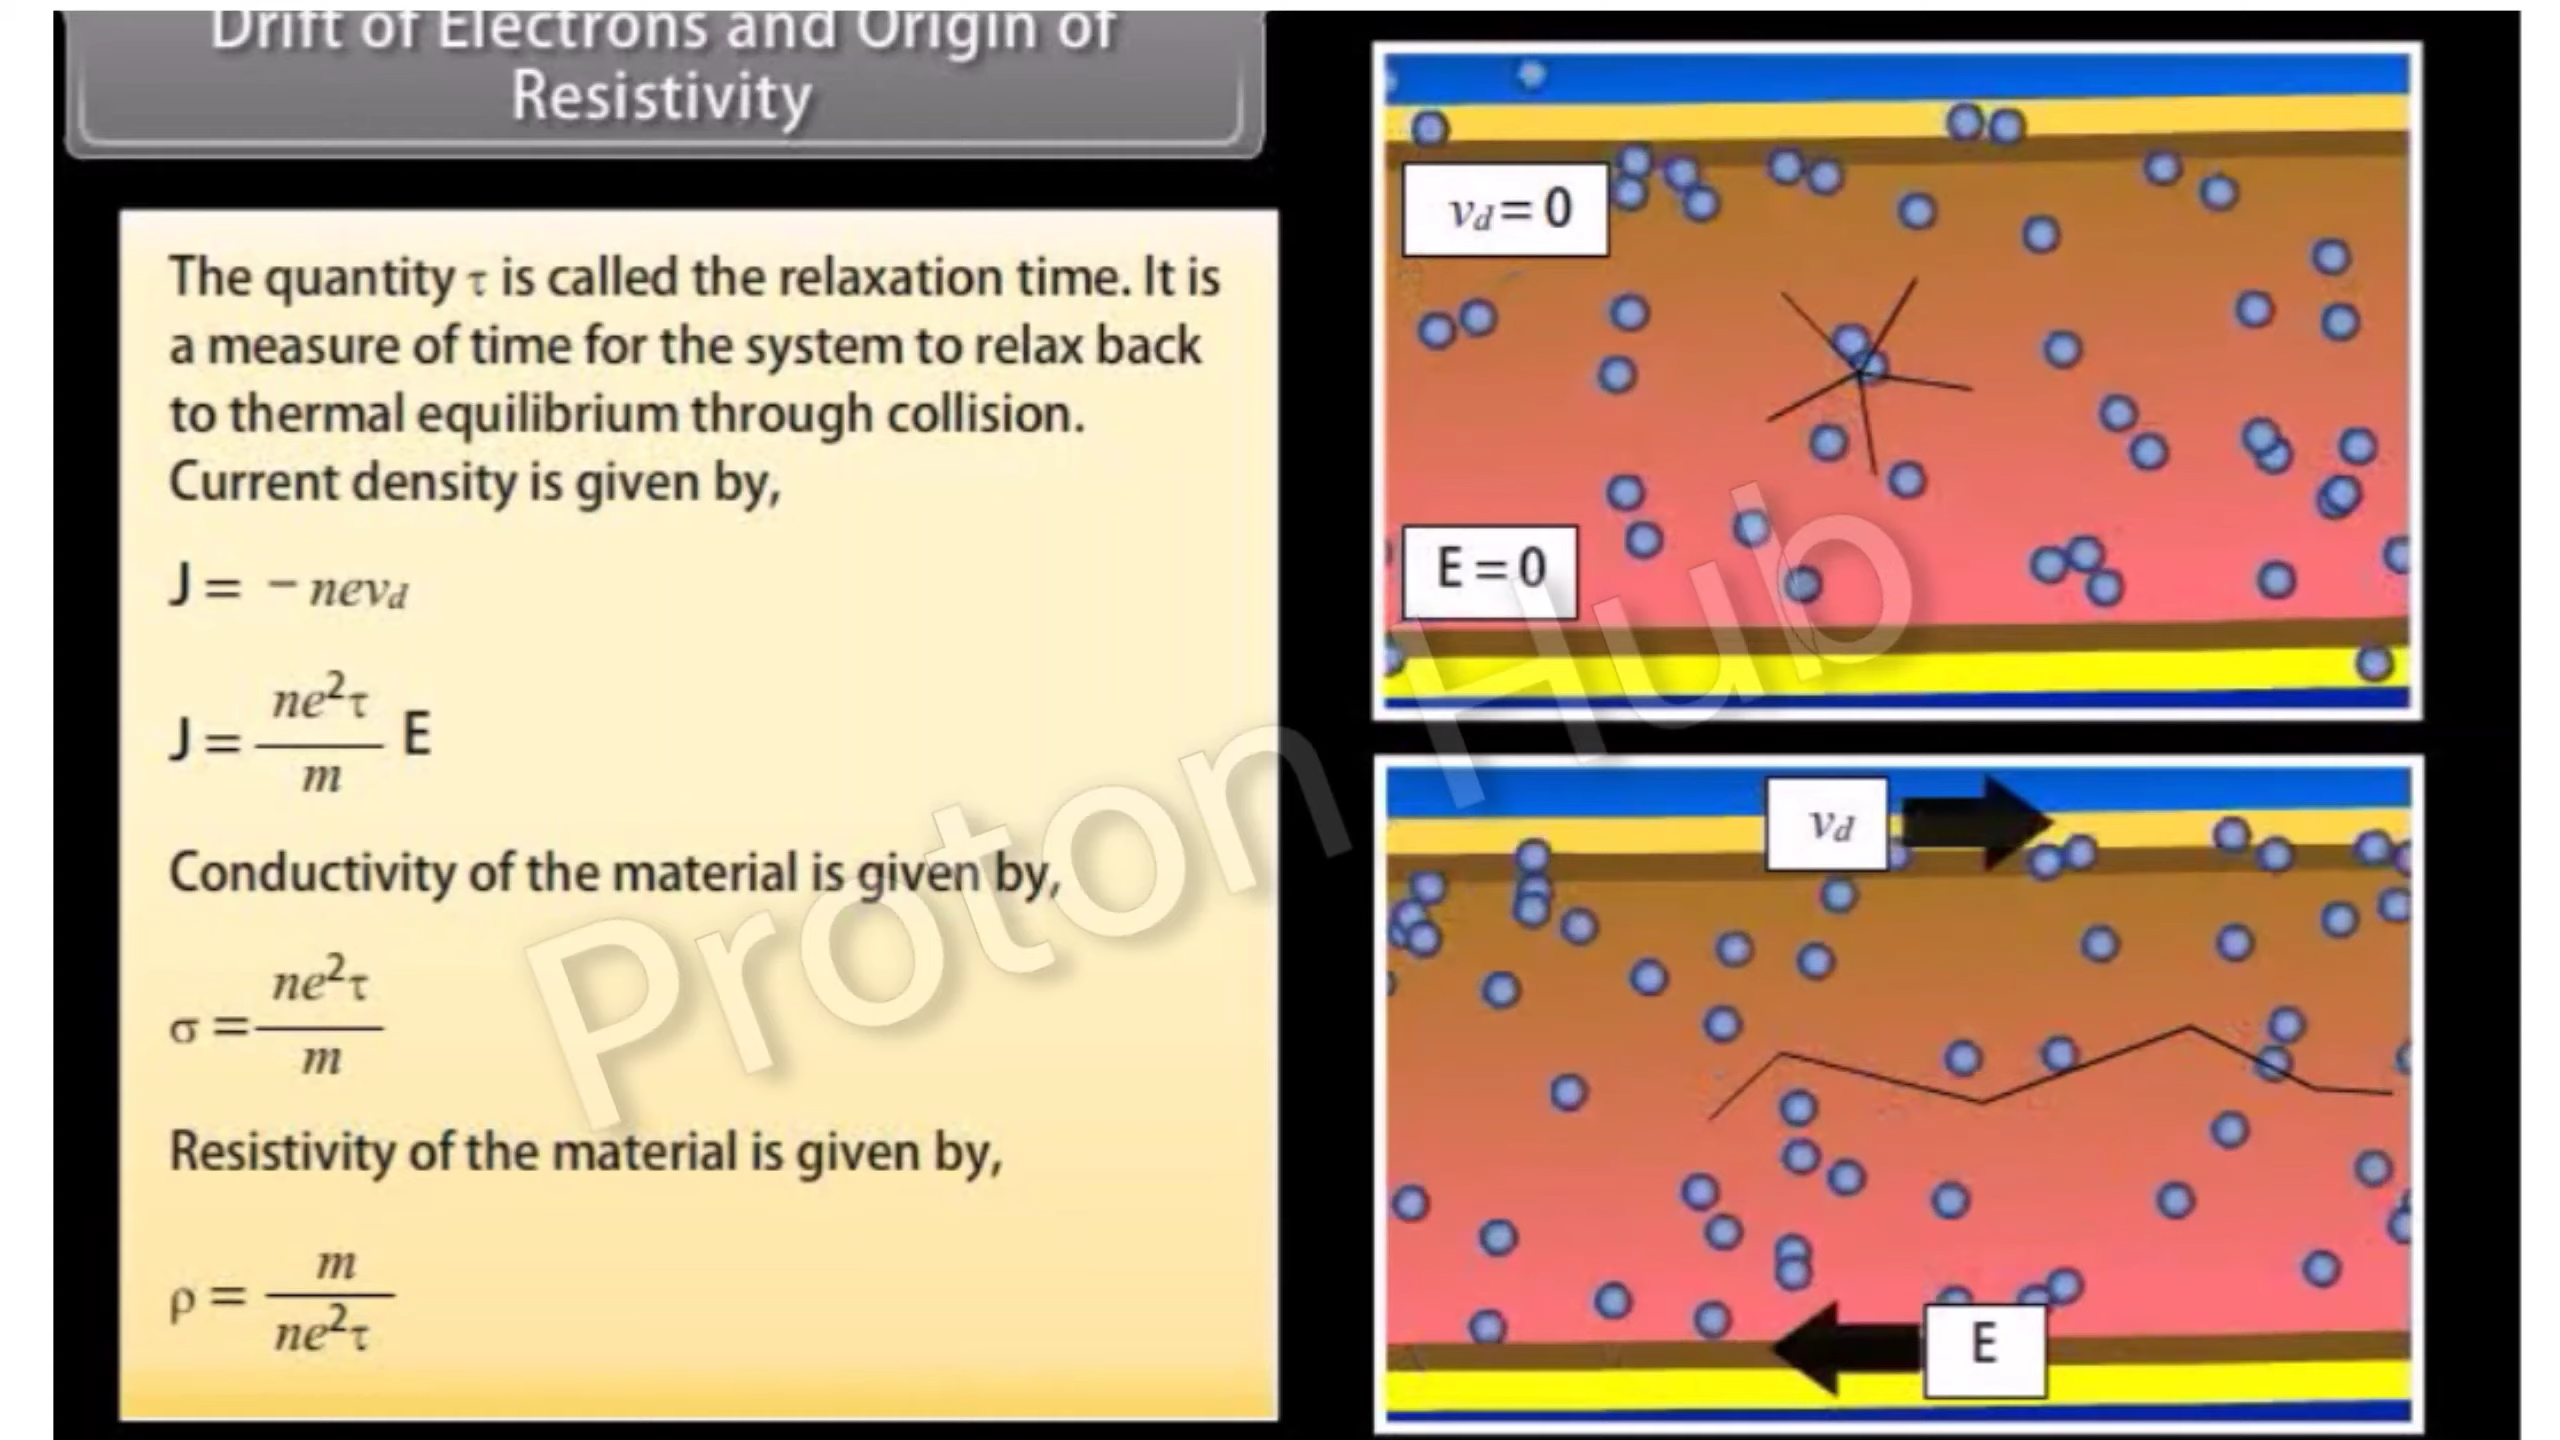 Drift of Electrons and Origin of
Resistivity
The quantity τ is called the relaxation time. It is
a measure of time for the system to relax back
to thermal equilibrium through collision.
Current density is given by,
J = − nev_d
J = ne²τ/m E
Conductivity of the material is given by,
σ = ne²τ/m
Resistivity of the material is given by,
ρ = m/ne²τ
v_d = 0
E = 0
v_d
E
Proton Hub